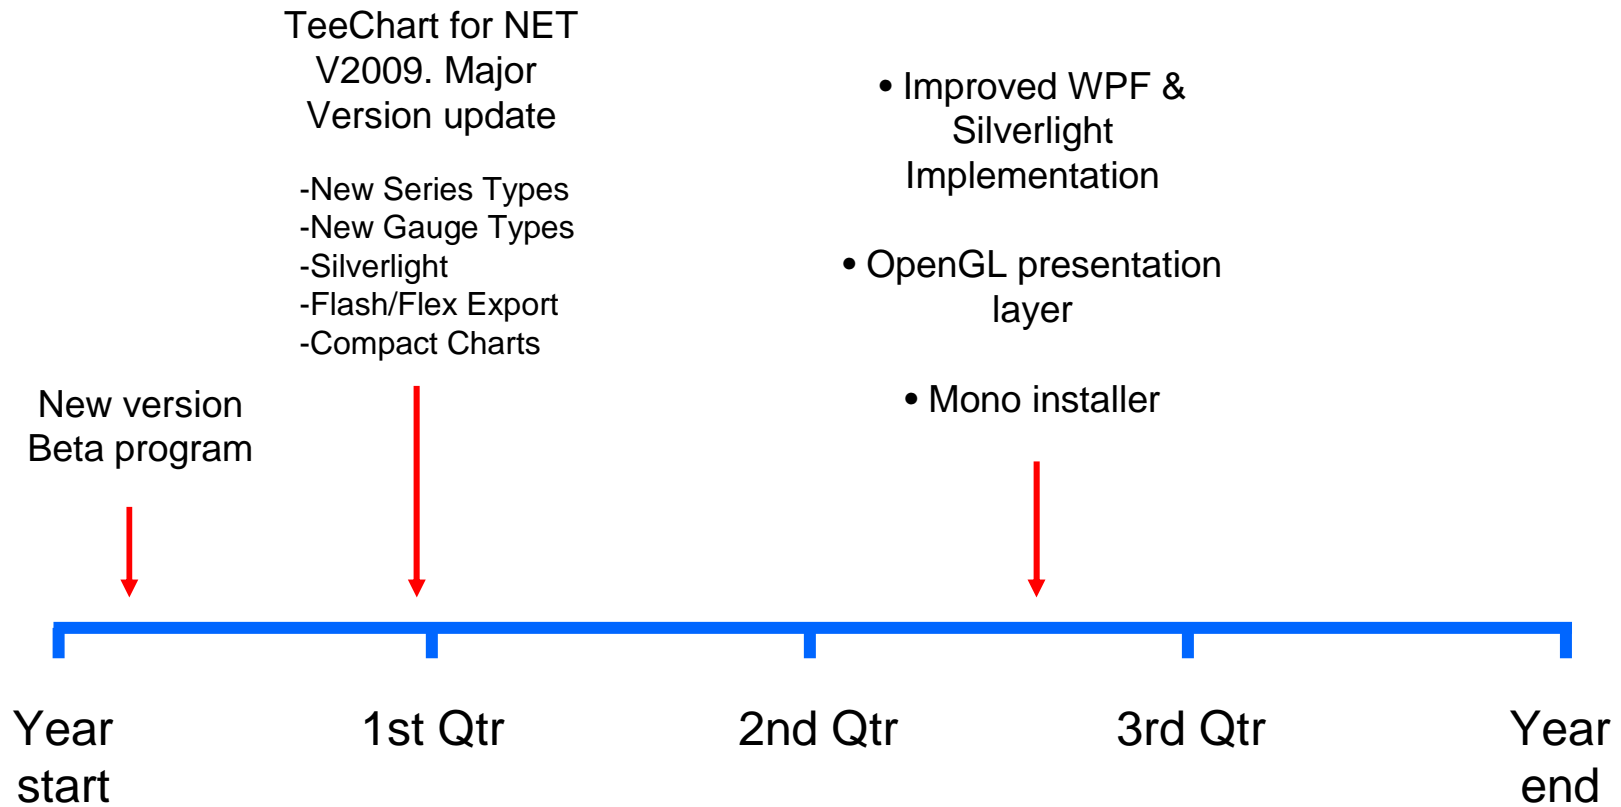 TeeChart for NET
V2009. Major
Version update
-New Series Types
-New Gauge Types
-Silverlight
-Flash/Flex Export
-Compact Charts
• Improved WPF &
Silverlight
Implementation
• OpenGL presentation
layer
• Mono installer
New version
Beta program
Year
start
1st Qtr
2nd Qtr
3rd Qtr
Year
end